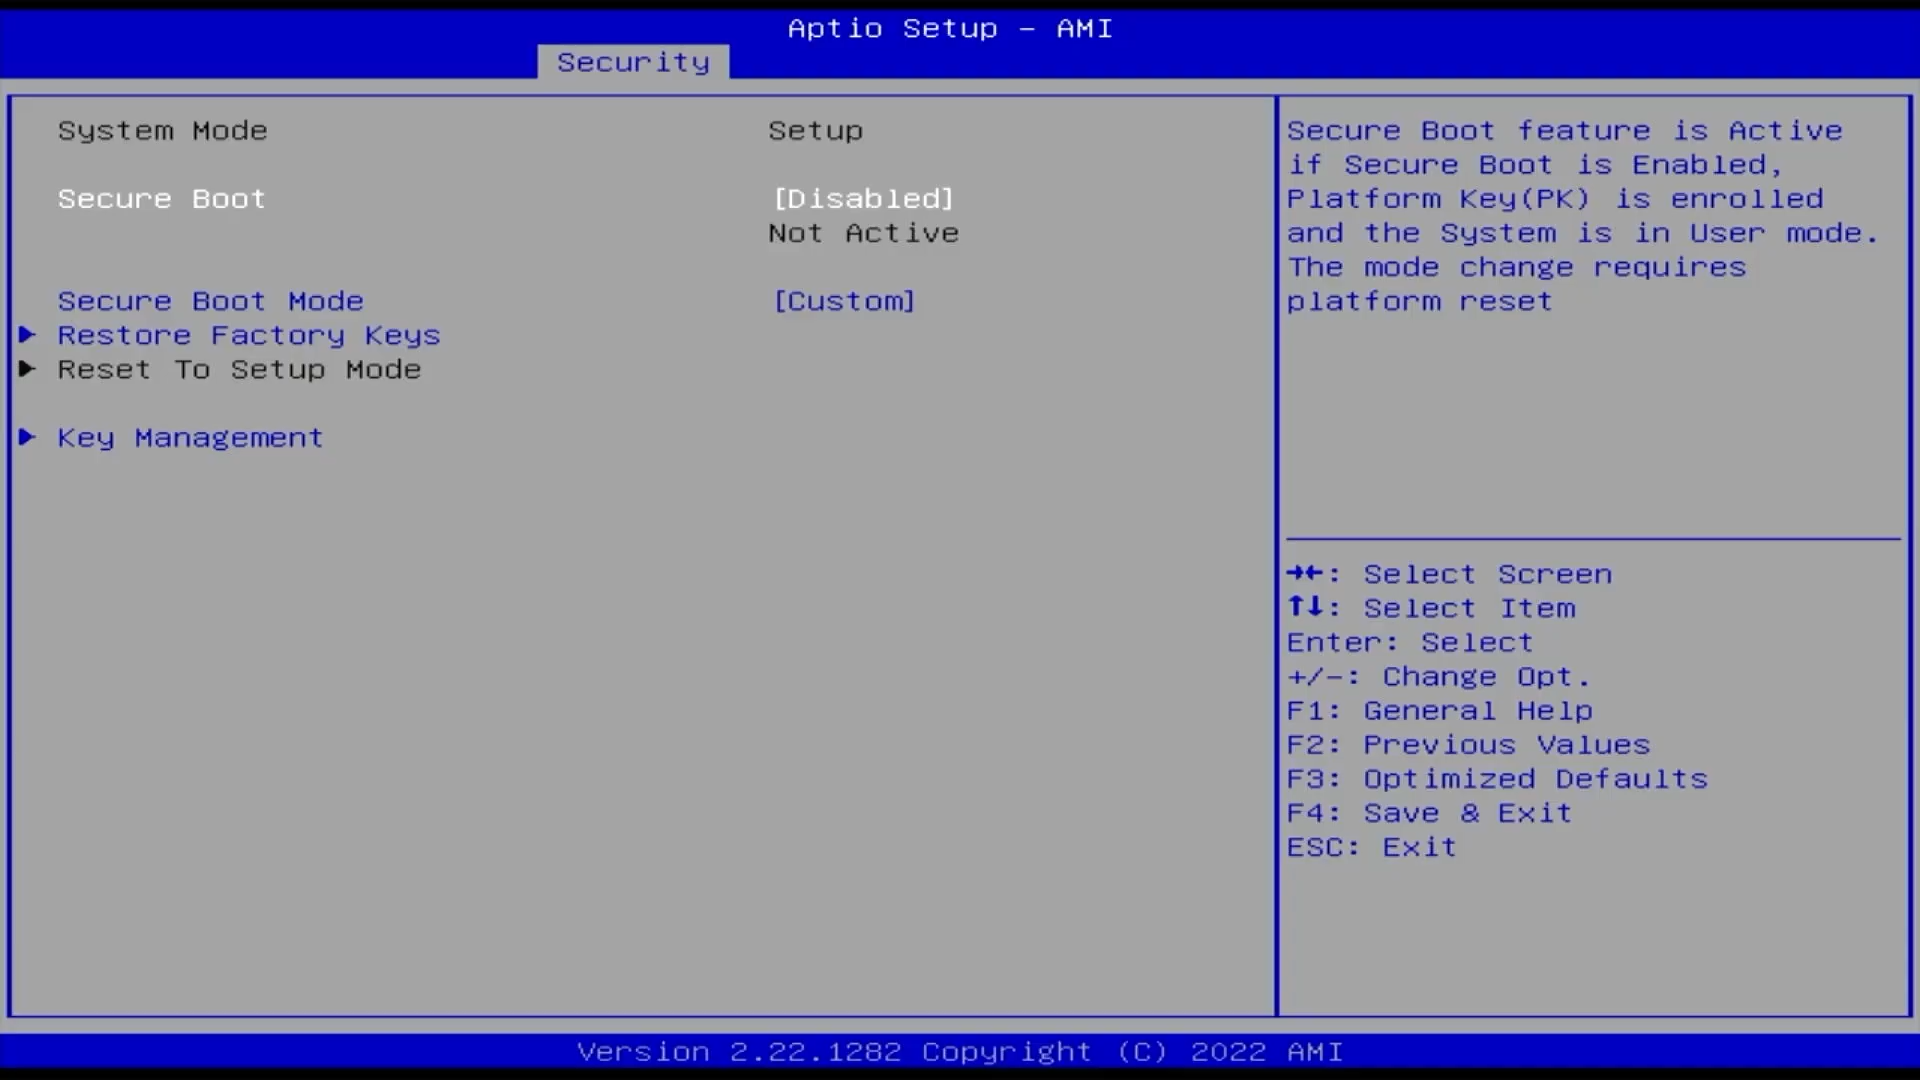 Aptio Setup - AMI
Security
System Mode Setup
Secure Boot [Disabled]
Not Active
Secure Boot Mode [Custom]
▶ Restore Factory Keys
▶ Reset To Setup Mode
▶ Key Management
Secure Boot feature is Active
if Secure Boot is Enabled,
Platform Key(PK) is enrolled
and the System is in User mode.
The mode change requires
platform reset
→←: Select Screen
↑↓: Select Item
Enter: Select
+/-: Change Opt.
F1: General Help
F2: Previous Values
F3: Optimized Defaults
F4: Save & Exit
ESC: Exit
Version 2.22.1282 Copyright (C) 2022 AMI